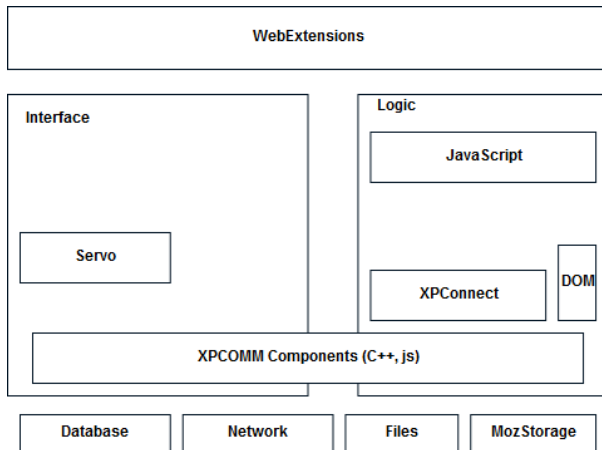 WebExtensions
Interface
Logic
JavaScript
Servo
XPConnect
DOM
XPCOMM Components (C++, js)
Database
Network
Files
MozStorage